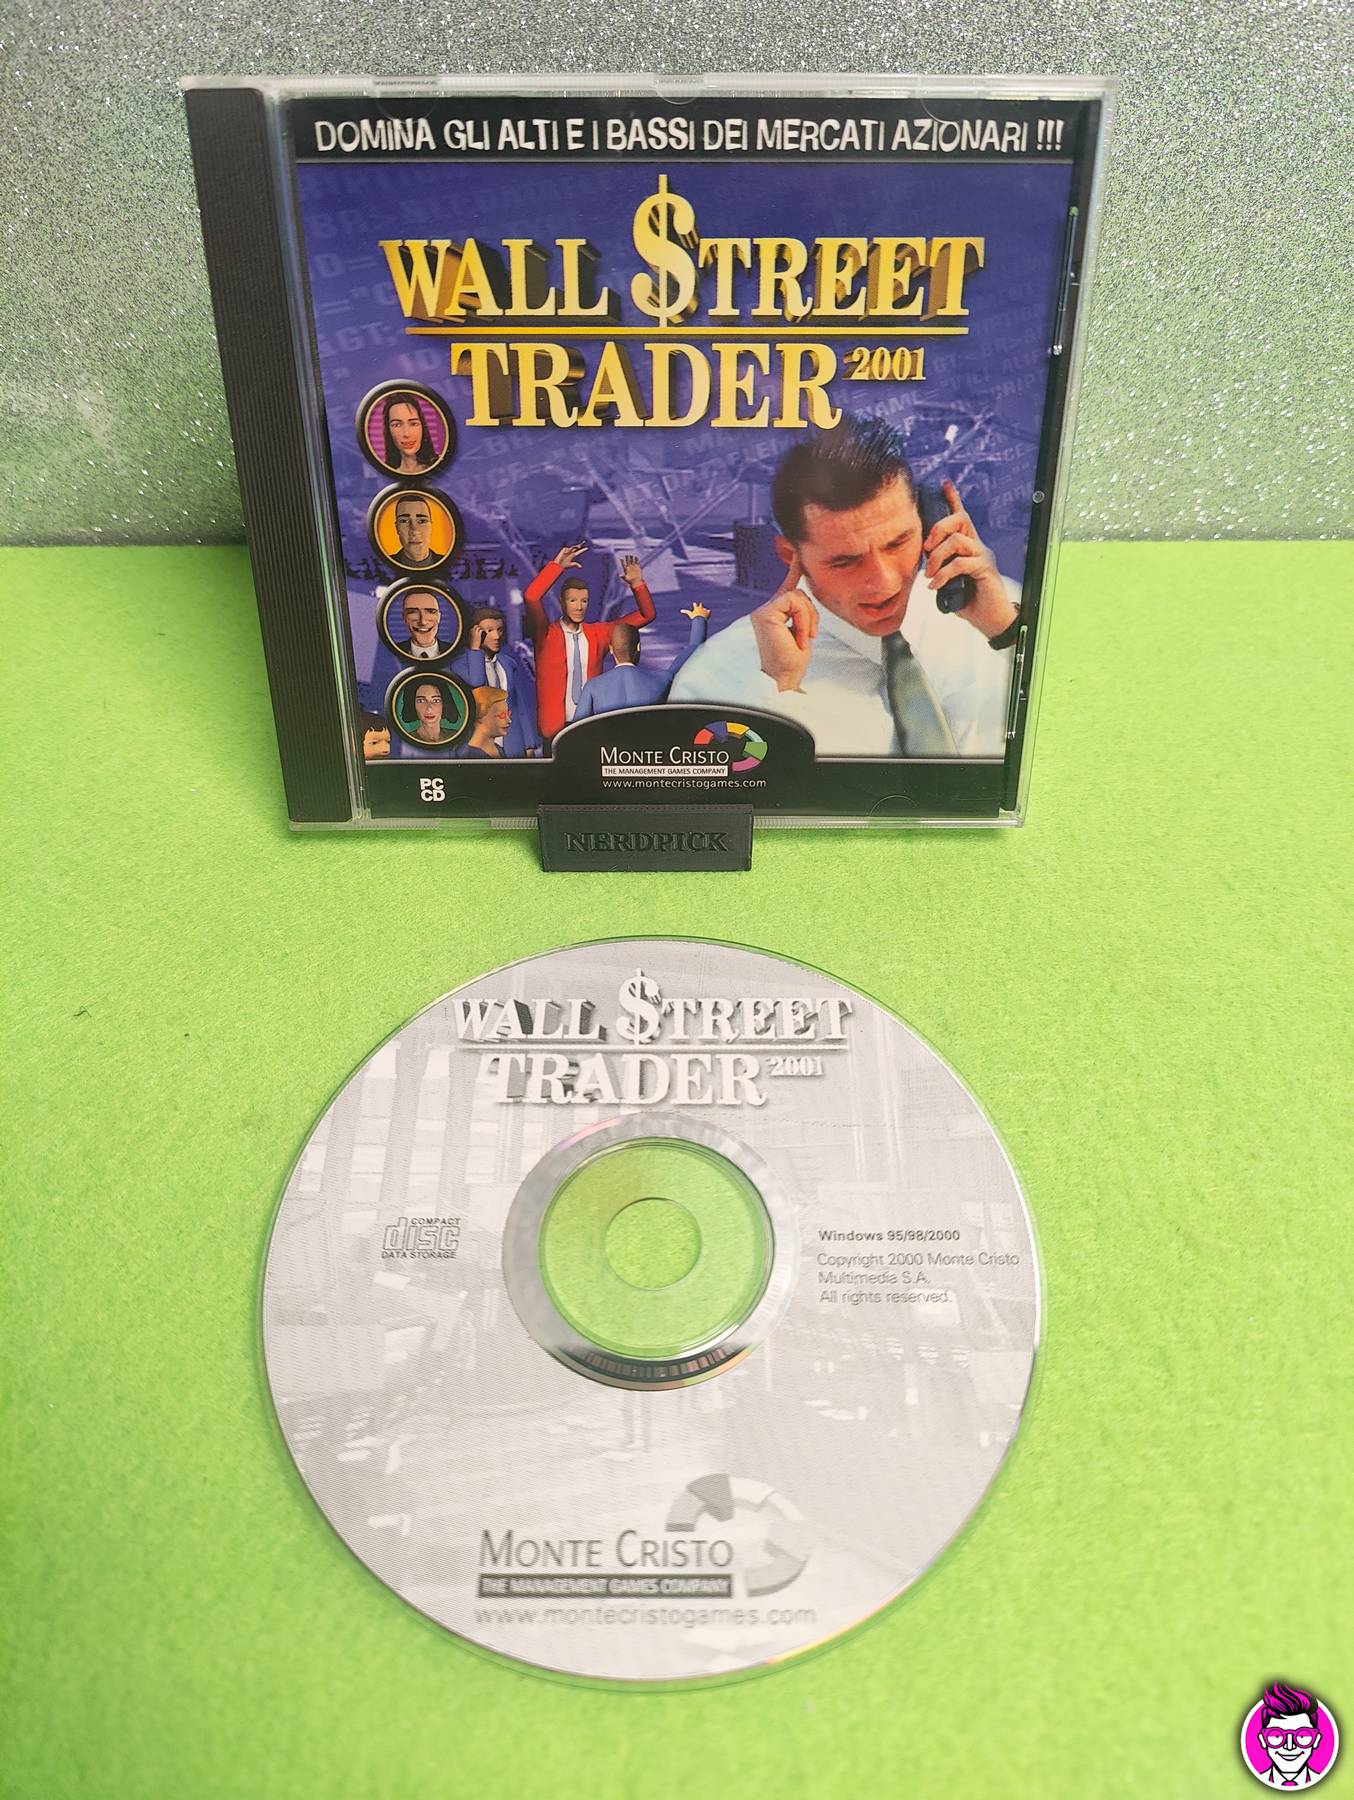 DOMINA GLI ALTI E I BASSI DEI MERCATI AZIONARI !!!
WALL $TREET
TRADER 2001
MONTE CRISTO
THE MANAGEMENT GAMES COMPANY
www.montecristogames.com
PC
CD
NERDPICK
WALL $TREET
TRADER 2001
COMPACT
disc
DATA STORAGE
Windows 95/98/2000
Copyright 2000 Monte Cristo
Multimedia S.A.
All rights reserved.
MONTE CRISTO
THE MANAGEMENT GAMES COMPANY
www.montecristogames.com